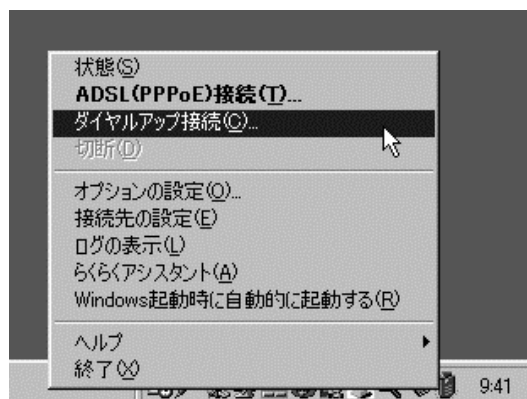 状態(S)
ADSL(PPPoE)接続(T)...
ダイヤルアップ接続(C)...
切断(D)
オプションの設定(O)...
接続先の設定(E)
ログの表示(L)
らくらくアシスタント(A)
Windows起動時に自動的に起動する(R)
ヘルプ
終了(X)
9:41